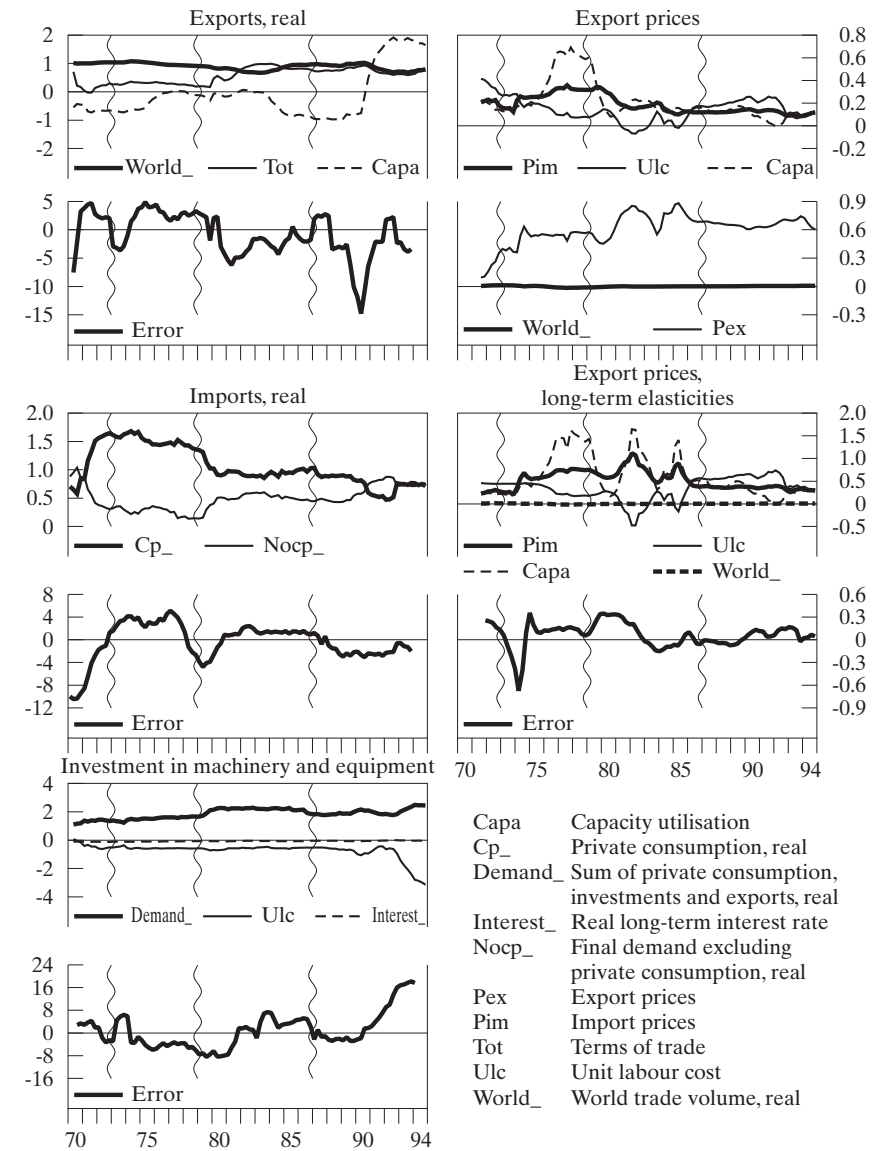 Exports, real
2
1
0
-1
-2
World_ Tot Capa
5
0
-5
-10
-15
Error
Export prices
0.8
0.6
0.4
0.2
0
-0.2
Pim Ulc Capa
0.9
0.6
0.3
0
-0.3
World_ Pex
Imports, real
2.0
1.5
1.0
0.5
0
Cp_ Nocp_
8
4
0
-4
-8
-12
Error
Export prices,
long-term elasticities
2.0
1.5
1.0
0.5
0
-0.5
Pim Ulc
Capa World_
0.6
0.3
0
-0.3
-0.6
-0.9
Error
70 75 80 85 90 94
Investment in machinery and equipment
4
2
0
-2
-4
Demand_ Ulc Interest_
24
16
8
0
-8
-16
Error
70 75 80 85 90 94
Capa Capacity utilisation
Cp_ Private consumption, real
Demand_ Sum of private consumption,
investments and exports, real
Interest_ Real long-term interest rate
Nocp_ Final demand excluding
private consumption, real
Pex Export prices
Pim Import prices
Tot Terms of trade
Ulc Unit labour cost
World_ World trade volume, real